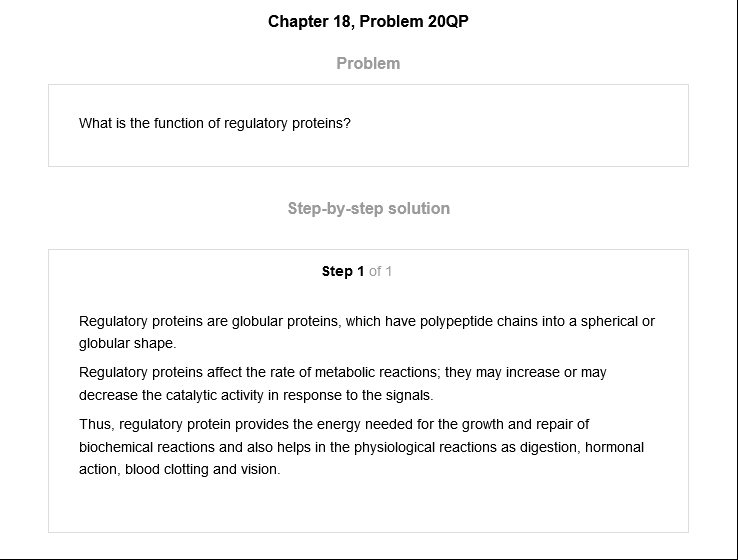 Chapter 18, Problem 20QP
Problem
What is the function of regulatory proteins?
Step-by-step solution
Step 1 of 1
Regulatory proteins are globular proteins, which have polypeptide chains into a spherical or
globular shape.
Regulatory proteins affect the rate of metabolic reactions; they may increase or may
decrease the catalytic activity in response to the signals.
Thus, regulatory protein provides the energy needed for the growth and repair of
biochemical reactions and also helps in the physiological reactions as digestion, hormonal
action, blood clotting and vision.